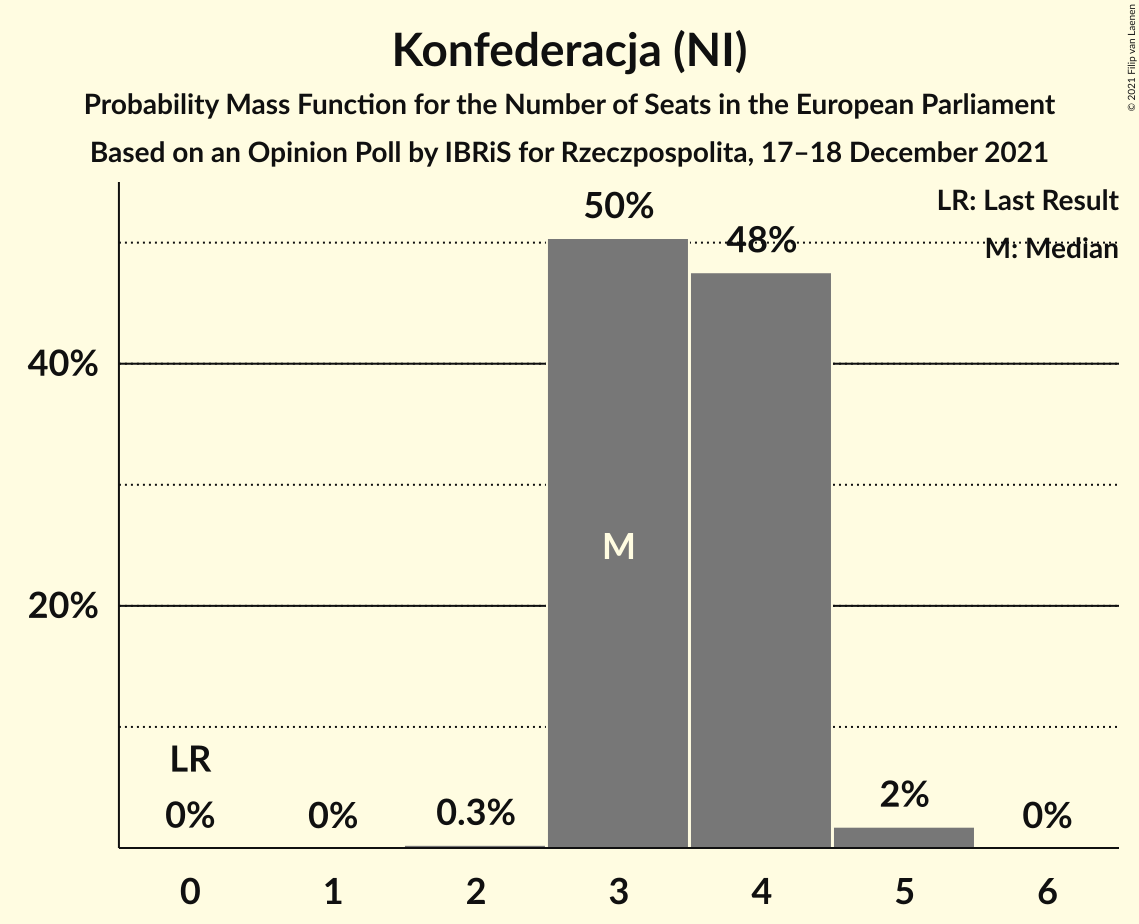 Konfederacja (NI)
Probability Mass Function for the Number of Seats in the European Parliament
Based on an Opinion Poll by IBRiS for Rzeczpospolita, 17–18 December 2021
© 2021 Filip van Laenen
LR: Last Result
M: Median
50%
48%
40%
M
20%
LR
0%
0%
0.3%
2%
0%
0 1 2 3 4 5 6